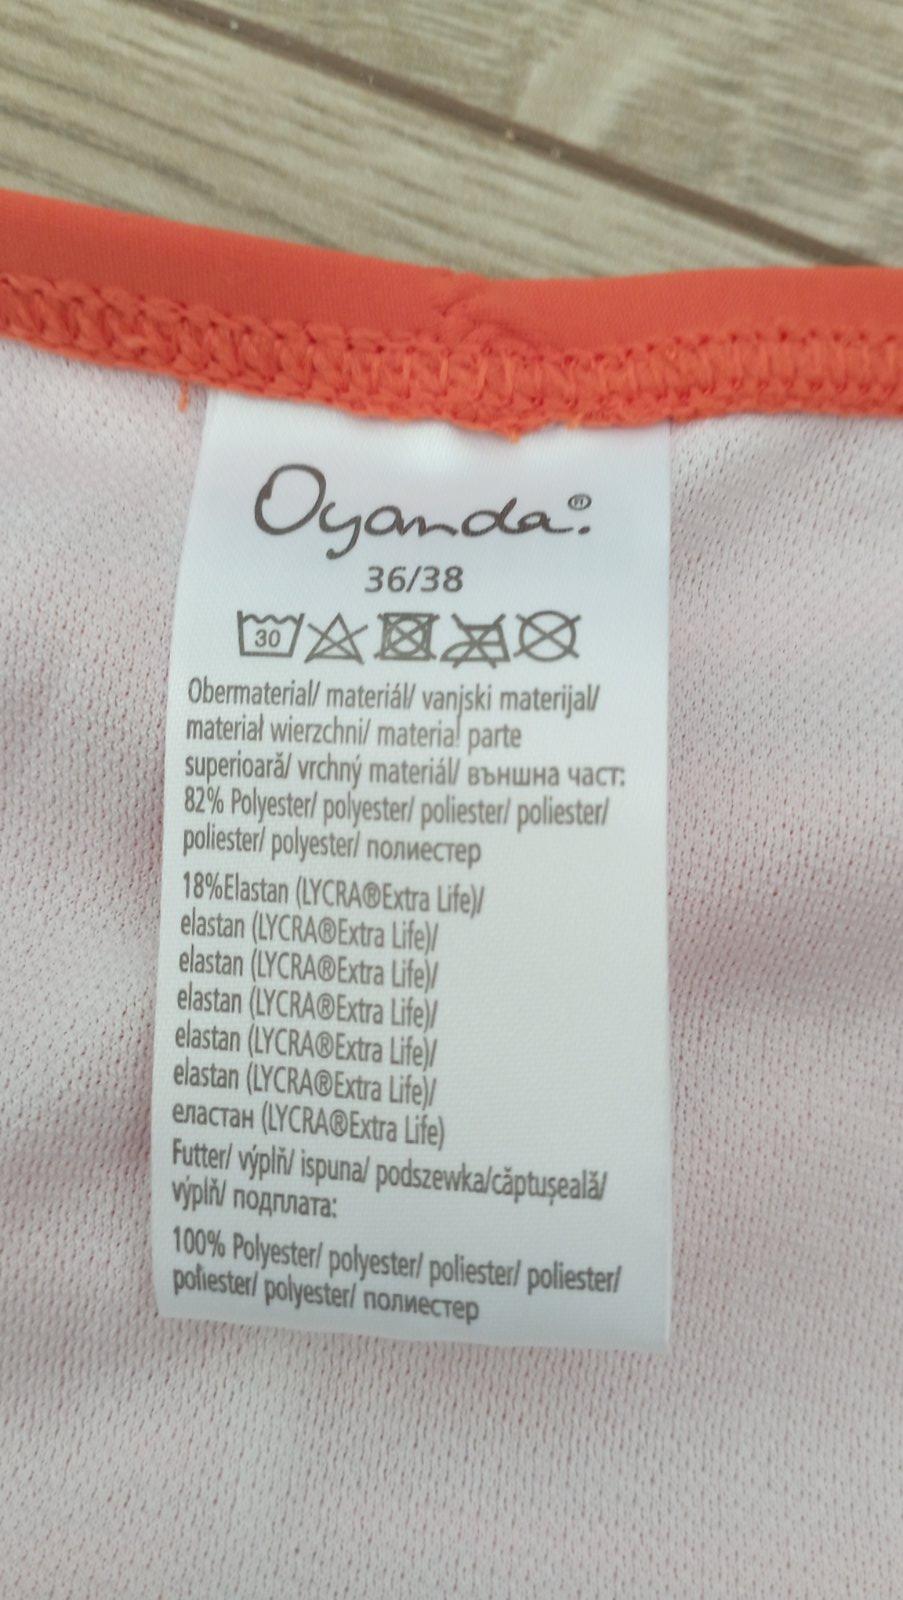 Oyanda®
36/38
30
Obermaterial/ materiál/ vanjski materijal/
materiał wierzchni/ material parte
superioară/ vrchný materiál/ външна част:
82% Polyester/ polyester/ poliester/ poliester/
poliester/ polyester/ полиестер
18%Elastan (LYCRA®Extra Life)/
elastan (LYCRA®Extra Life)/
elastan (LYCRA®Extra Life)/
elastan (LYCRA®Extra Life)/
elastan (LYCRA®Extra Life)/
elastan (LYCRA®Extra Life)/
еластан (LYCRA®Extra Life)
Futter/ výplň/ ispuna/ podszewka/căptuşeală/
výplň/ подплата:
100% Polyester/ polyester/ poliester/ poliester/
poliester/ polyester/ полиестер